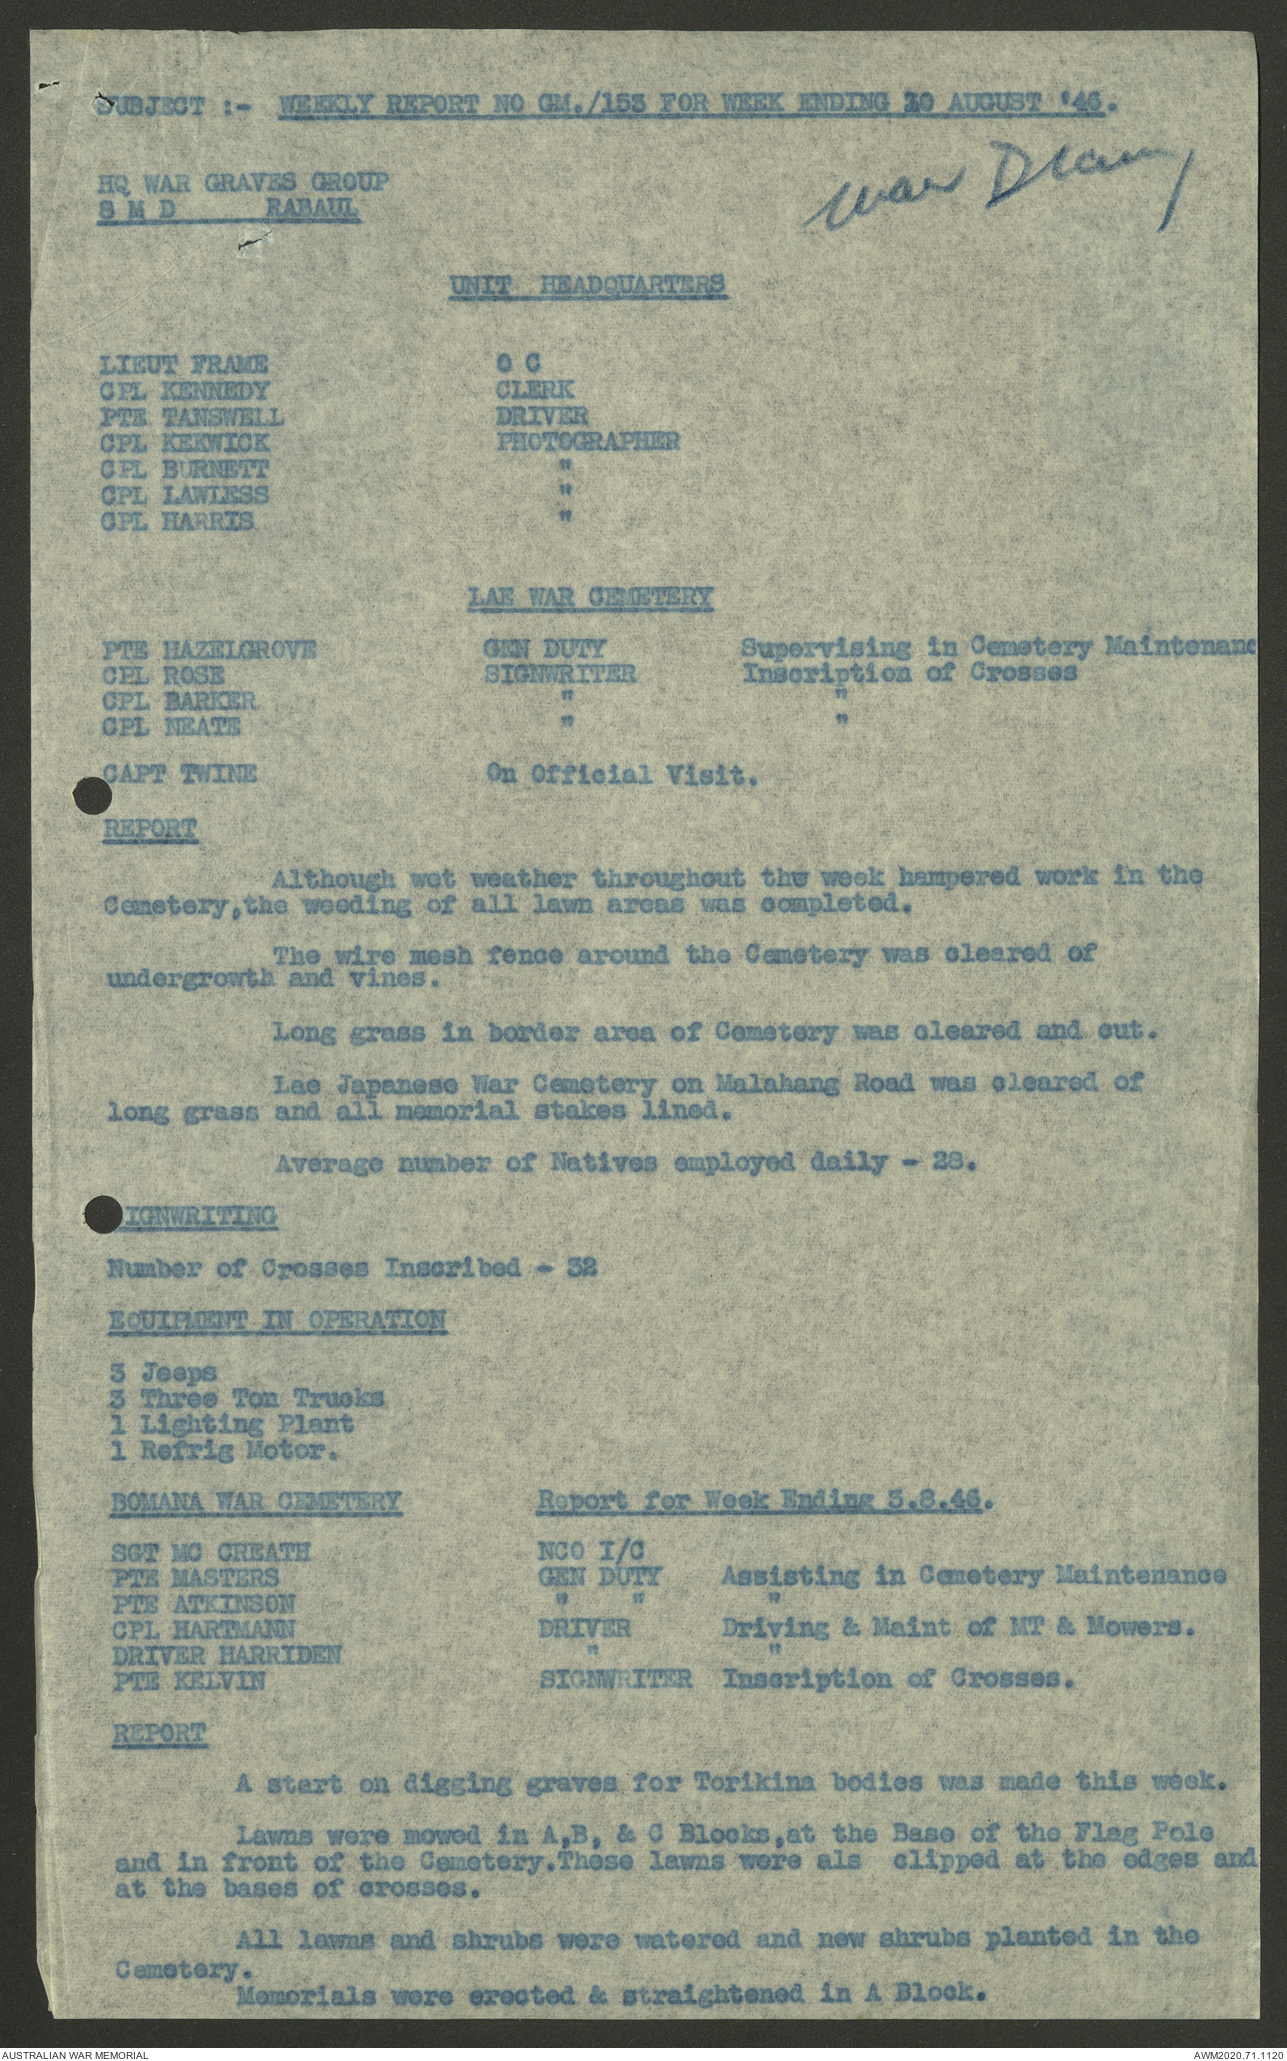 SUBJECT :- WEEKLY REPORT NO GM./153 FOR WEEK ENDING 10 AUGUST '46.
War Diary
HQ WAR GRAVES GROUP
S M D RABAUL
UNIT HEADQUARTERS
LIEUT FRAME O C
CPL KENNEDY CLERK
PTE TANSWELL DRIVER
CPL KEKWICK PHOTOGRAPHER
CPL BURNETT "
CPL LAWLESS "
CPL HARRIS "
LAE WAR CEMETERY
PTE HAZELGROVE GEN DUTY Supervising in Cemetery Maintenanc
CPL ROSE SIGNWRITER Inscription of Crosses
CPL BARKER " "
CPL NEATE " "
CAPT TWINE On Official Visit.
REPORT
Although wet weather throughout the week hampered work in the
Cemetery,the weeding of all lawn areas was completed.
The wire mesh fence around the Cemetery was cleared of
undergrowth and vines.
Long grass in border area of Cemetery was cleared and cut.
Lae Japanese War Cemetery on Malahang Road was cleared of
long grass and all memorial stakes lined.
Average number of Natives employed daily - 28.
IGNWRITING
Number of Crosses Inscribed - 32
EQUIPMENT IN OPERATION
3 Jeeps
3 Three Ton Trucks
1 Lighting Plant
1 Refrig Motor.
BOMANA WAR CEMETERY Report for Week Ending 3.8.46.
SGT MC CREATH NCO I/C
PTE MASTERS GEN DUTY Assisting in Cemetery Maintenance
PTE ATKINSON " " "
CPL HARTMANN DRIVER Driving & Maint of MT & Mowers.
DRIVER HARRIDEN " "
PTE KELVIN SIGNWRITER Inscription of Crosses.
REPORT
A start on digging graves for Torikina bodies was made this week.
Lawns were mowed in A,B, & C Blocks,at the Base of the Flag Pole
and in front of the Cemetery.These lawns were als clipped at the edges and
at the bases of crosses.
All lawns and shrubs were watered and new shrubs planted in the
Cemetery.
Memorials were erected & straightened in A Block.
AUSTRALIAN WAR MEMORIAL AWM2020.71.1120